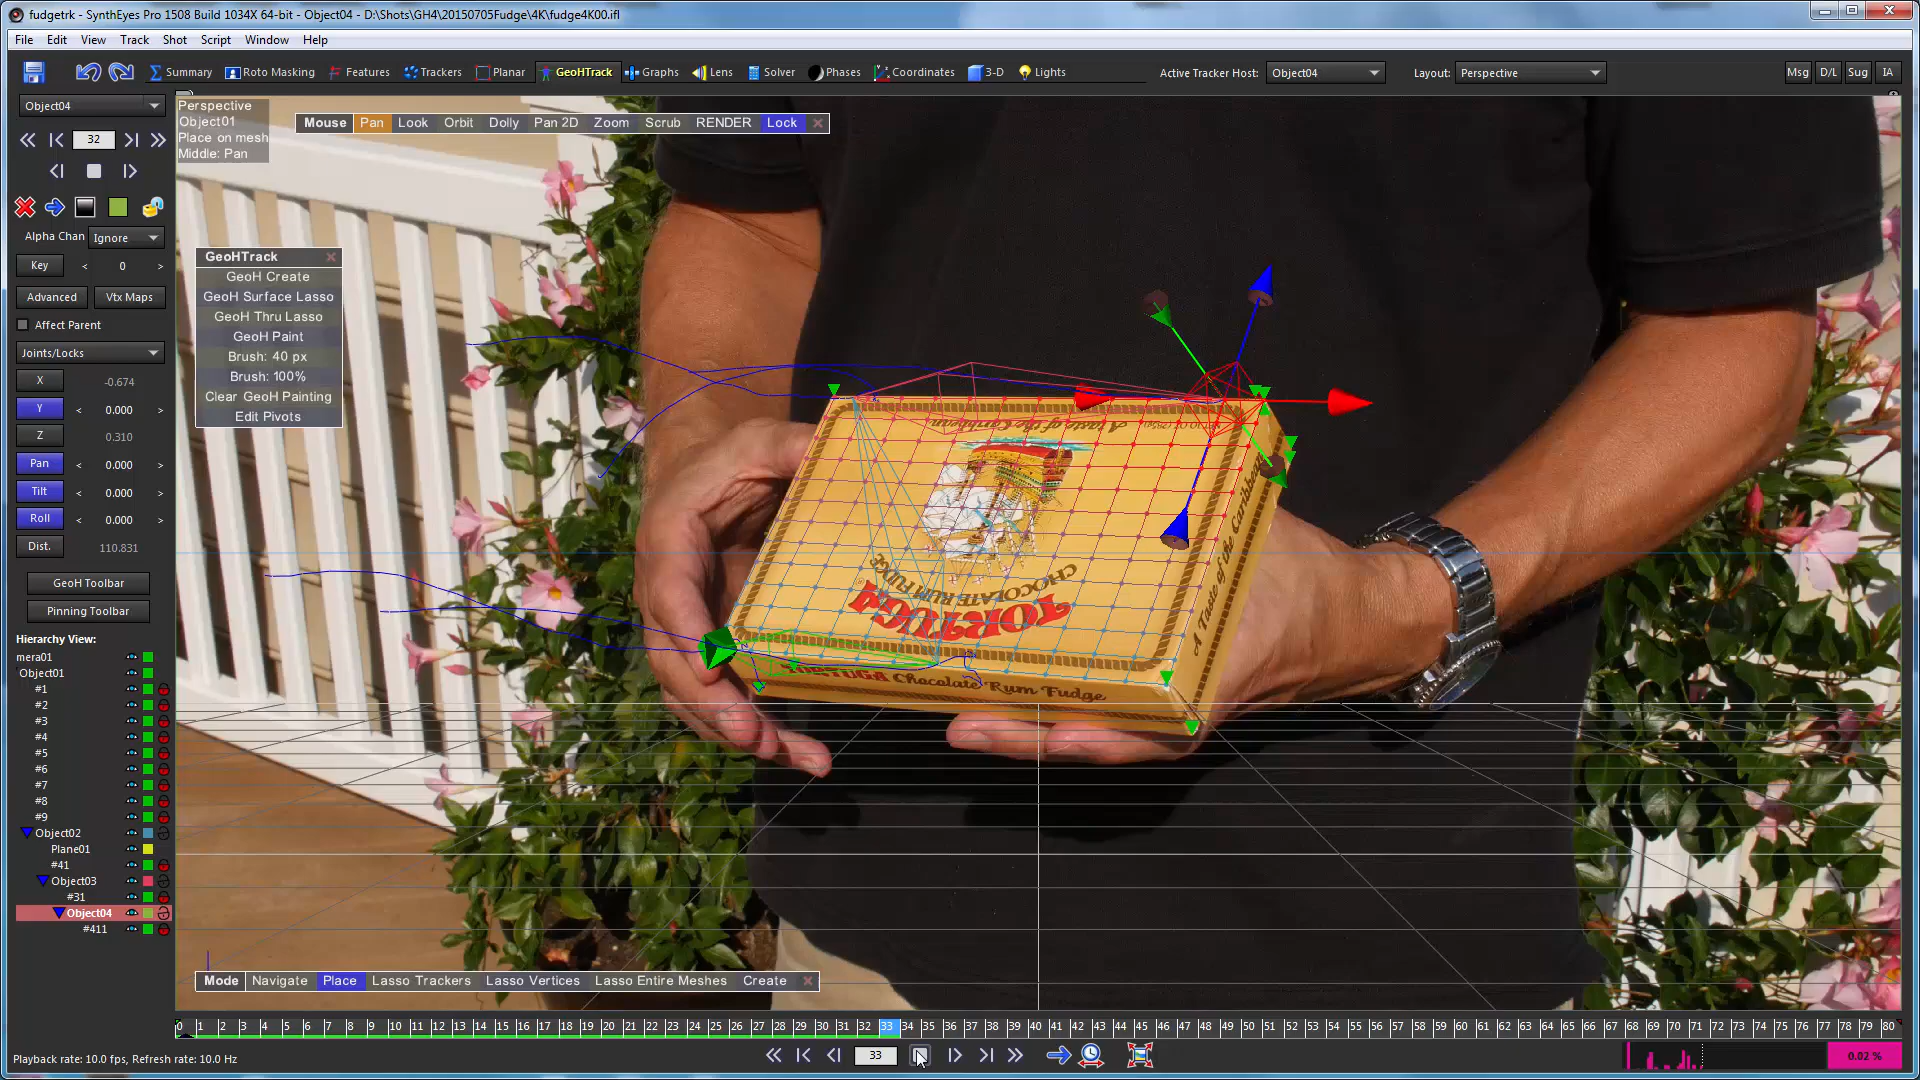 fudgetrk - SynthEyes Pro 1508 Build 1034X 64-bit - Object04 - D:\Shots\GH4\20150705Fudge\4K\fudge4K00.ifl
File Edit View Track Shot Script Window Help
Summary Roto Masking Features Trackers Planar GeoHTrack Graphs Lens Solver Phases Coordinates 3-D Lights Active Tracker Host: Object04 Layout: Perspective Msg D/L Sug IA
Object04
32
Alpha Chan Ignore
Key < 0 >
Advanced Vtx Maps
Affect Parent
Joints/Locks
X -0.674
Y < 0.000 >
Z 0.310
Pan < 0.000 >
Tilt < 0.000 >
Roll < 0.000 >
Dist. 110.831
GeoH Toolbar
Pinning Toolbar
Hierarchy View:
mera01
Object01
#1
#2
#3
#4
#5
#6
#7
#8
#9
Object02
Plane01
#41
Object03
#31
Object04
#411
Perspective
Object01
Place on mesh
Middle: Pan
Mouse Pan Look Orbit Dolly Pan 2D Zoom Scrub RENDER Lock
GeoHTrack
GeoH Create
GeoH Surface Lasso
GeoH Thru Lasso
GeoH Paint
Brush: 40 px
Brush: 100%
Clear GeoH Painting
Edit Pivots
A taste of the Caribbean
CHOCOLATE RUM FUDGE
TORTUGA
A Taste of the Caribbean
TORTUGA Chocolate Rum Fudge
Mode Navigate Place Lasso Trackers Lasso Vertices Lasso Entire Meshes Create
0 1 2 3 4 5 6 7 8 9 10 11 12 13 14 15 16 17 18 19 20 21 22 23 24 25 26 27 28 29 30 31 32 33 34 35 36 37 38 39 40 41 42 43 44 45 46 47 48 49 50 51 52 53 54 55 56 57 58 59 60 61 62 63 64 65 66 67 68 69 70 71 72 73 74 75 76 77 78 79 80
Playback rate: 10.0 fps, Refresh rate: 10.0 Hz
33
0.02 %